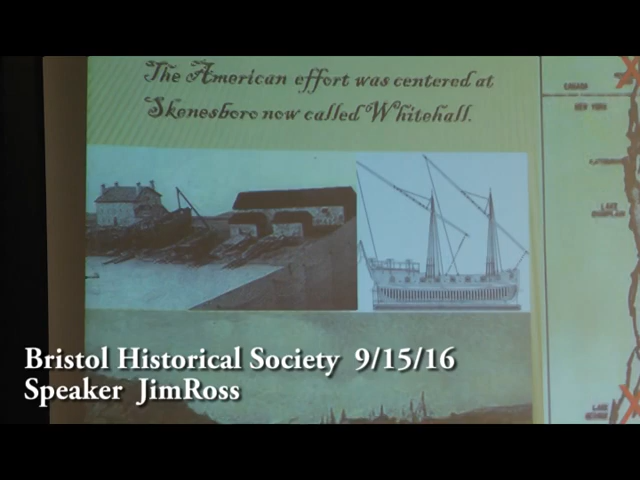 The American effort was centered at
Skenesboro now called Whitehall.
CANADA
NEW YORK
LAKE
Bristol Historical Society 9/15/16
Speaker JimRoss